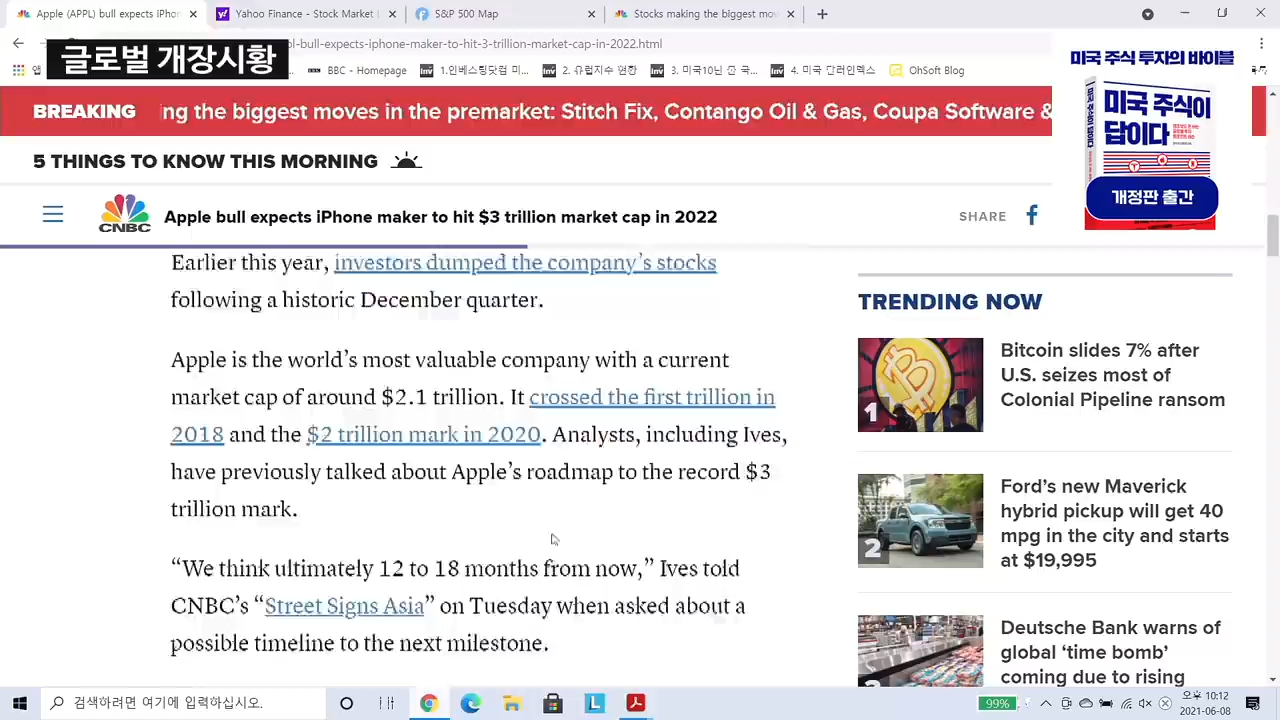 Apple (APL) bull expects iPhon
Yahoo Finance - Stock Market L
S&P 500 Map
Stocks making the biggest mov
글로벌 개장시황
l-bull-expects-iphone-maker-to-hit-3-trillion-market-cap-in-2022.html
BBC - Homepage
1.인베스팅닷컴 미...
2. 뉴럽지수 현황
3. 미국10년 준 국...
4. 미국 칸러인멕스
OhSoft Blog
미국 주식 투자의 바이블
미국 주식이
답이다
개정판 출간
BREAKING
ng the biggest moves in the premarket: Stitch Fix, Contango Oil & Gas, Coupa Software &
5 THINGS TO KNOW THIS MORNING
CNBC
Apple bull expects iPhone maker to hit $3 trillion market cap in 2022
SHARE
Earlier this year, investors dumped the company's stocks
following a historic December quarter.
Apple is the world's most valuable company with a current
market cap of around $2.1 trillion. It crossed the first trillion in
2018 and the $2 trillion mark in 2020. Analysts, including Ives,
have previously talked about Apple's roadmap to the record $3
trillion mark.
“We think ultimately 12 to 18 months from now,” Ives told
CNBC's “Street Signs Asia” on Tuesday when asked about a
possible timeline to the next milestone.
TRENDING NOW
1
Bitcoin slides 7% after
U.S. seizes most of
Colonial Pipeline ransom
2
Ford's new Maverick
hybrid pickup will get 40
mpg in the city and starts
at $19,995
Deutsche Bank warns of
global ‘time bomb’
coming due to rising
검색하려면 여기에 입력하십시오.
99%
오후 10:12
2021-06-08